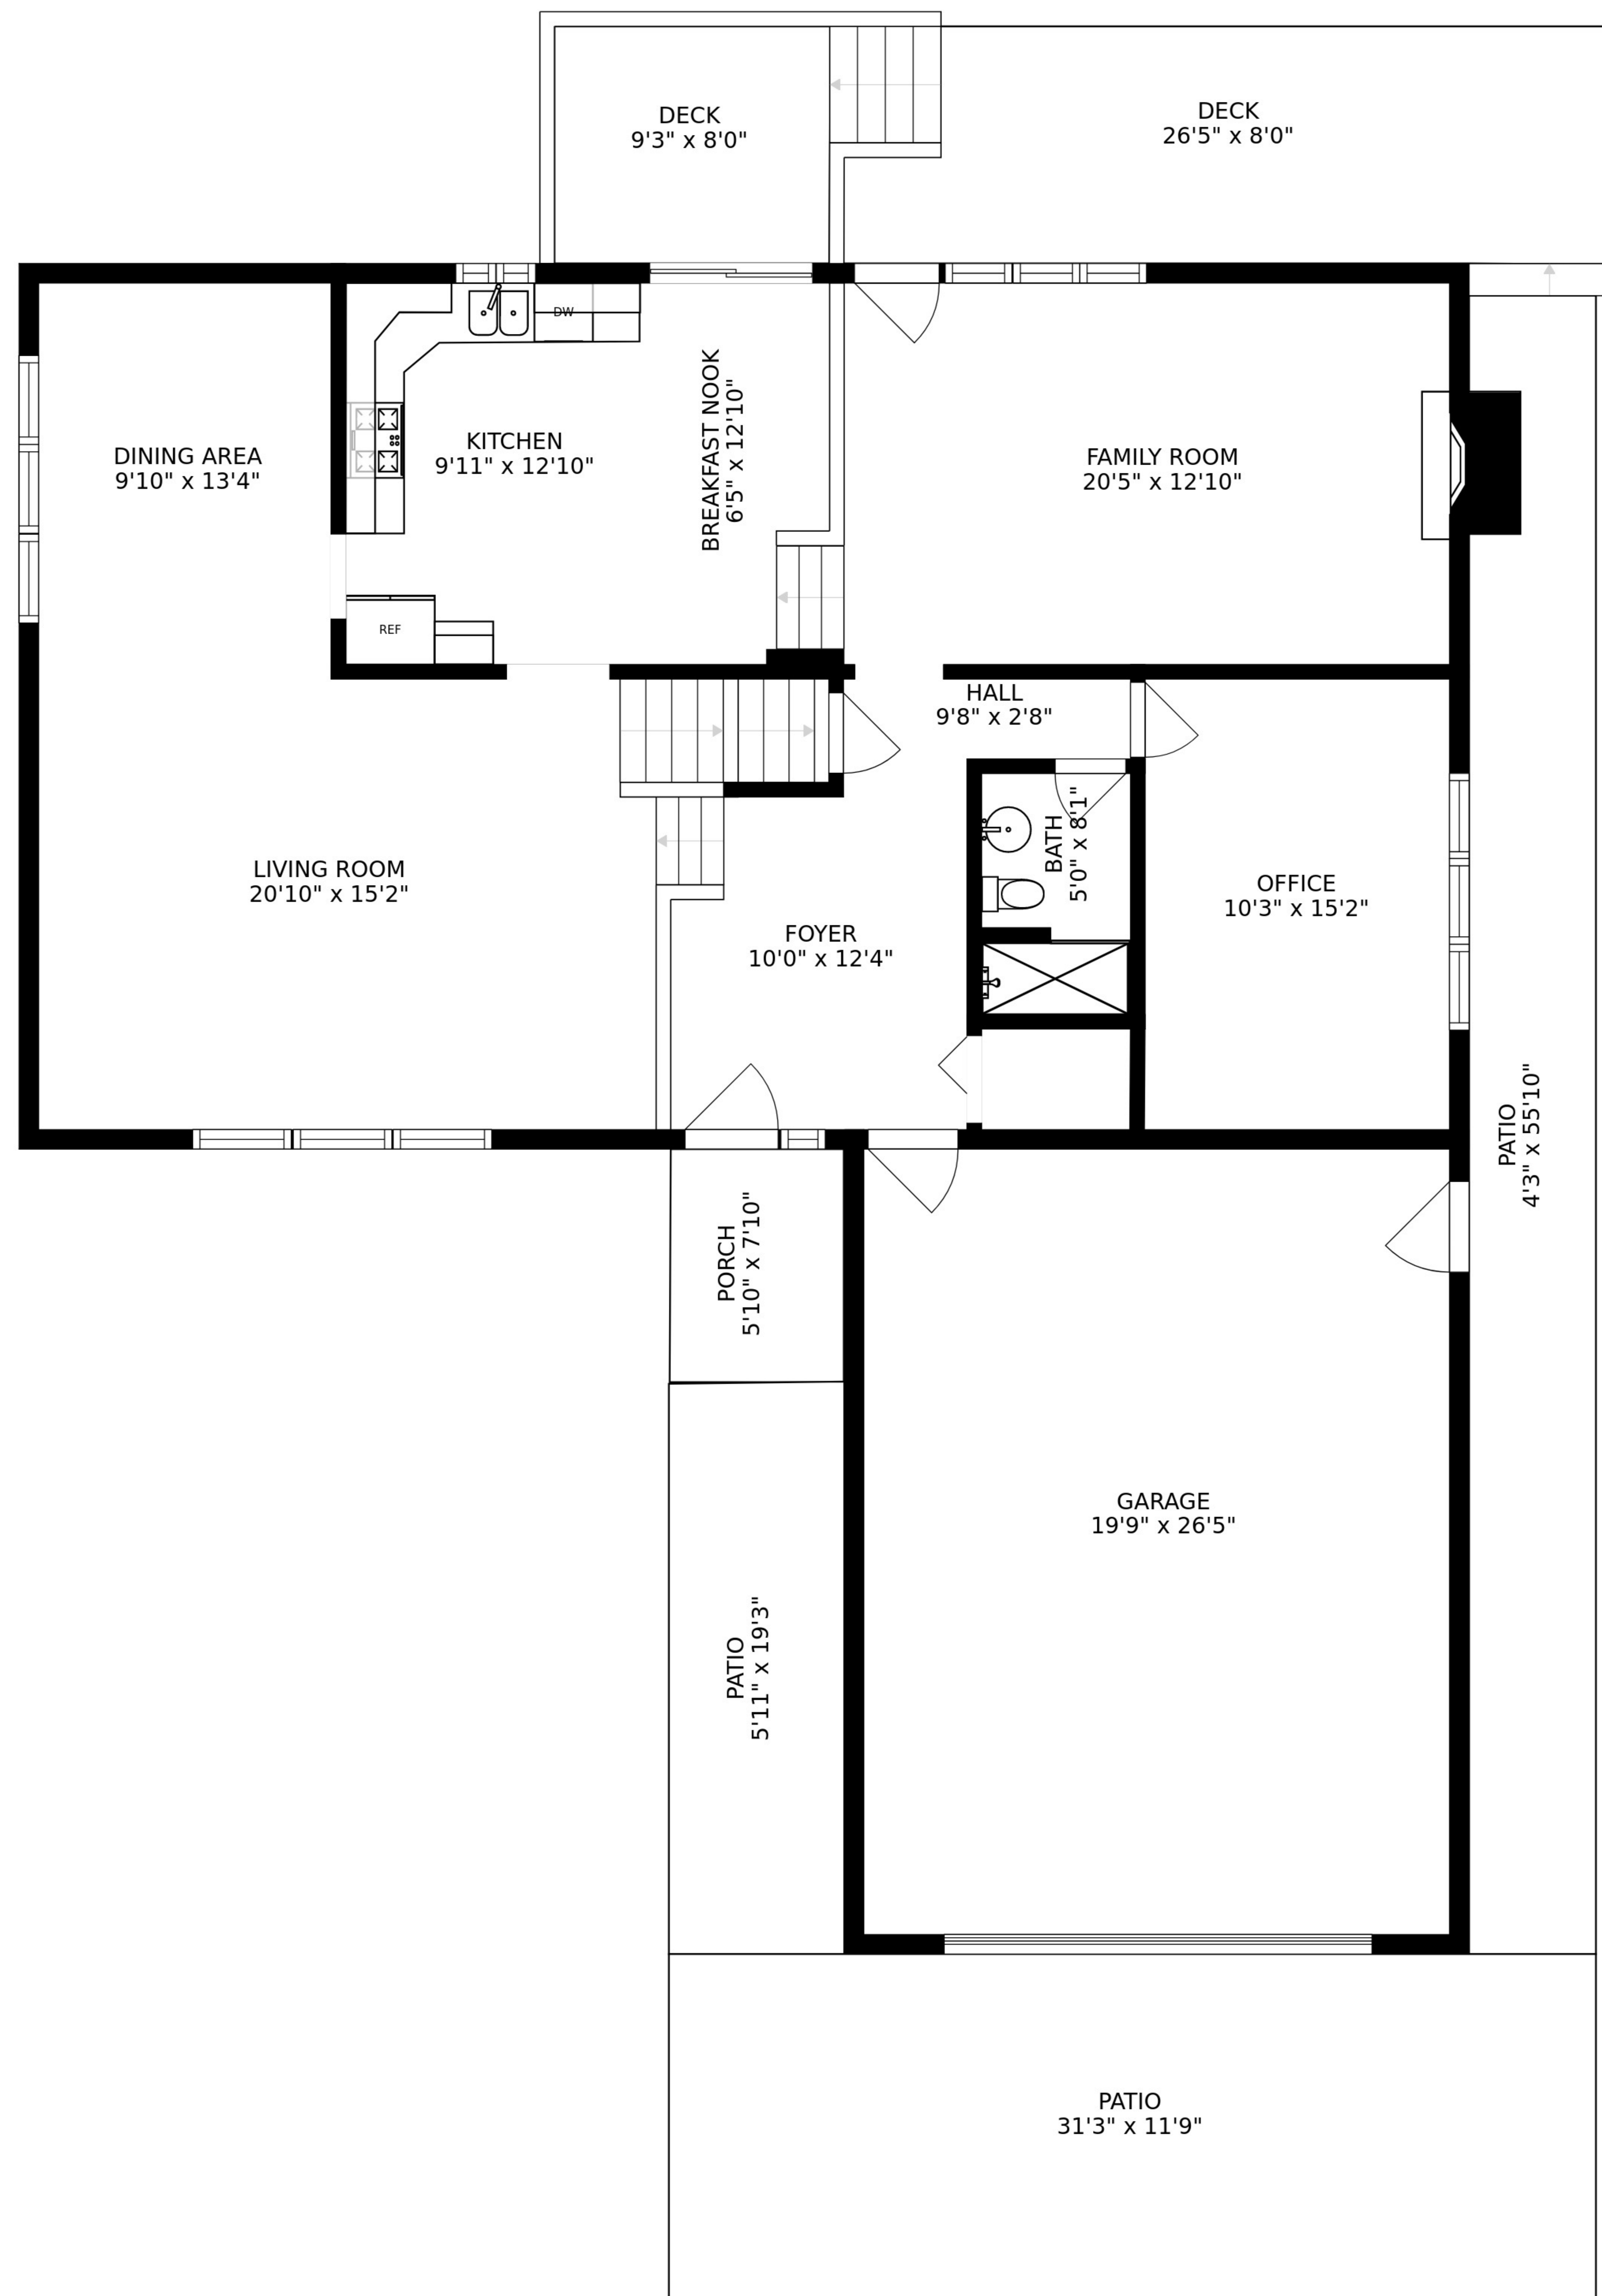 DECK
9'3" x 8'0"
DECK
26'5" x 8'0"
DW
DINING AREA
9'10" x 13'4"
KITCHEN
9'11" x 12'10"
BREAKFAST NOOK
6'5" x 12'10"
FAMILY ROOM
20'5" x 12'10"
REF
HALL
9'8" x 2'8"
BATH
5'0" x 8'1"
LIVING ROOM
20'10" x 15'2"
OFFICE
10'3" x 15'2"
FOYER
10'0" x 12'4"
PATIO
4'3" x 55'10"
PORCH
5'10" x 7'10"
GARAGE
19'9" x 26'5"
PATIO
5'11" x 19'3"
PATIO
31'3" x 11'9"